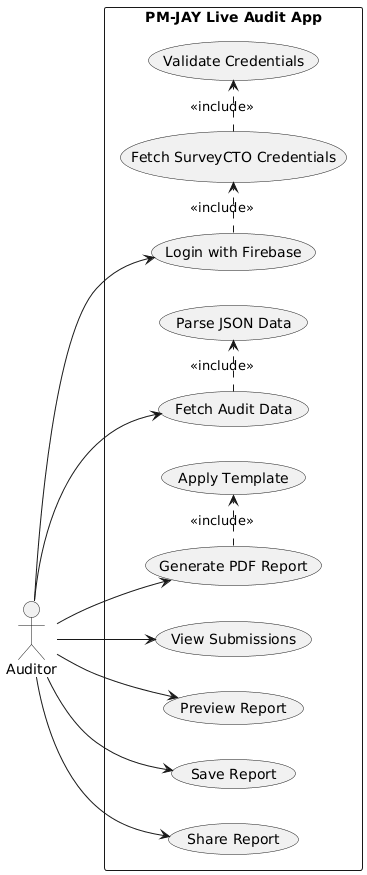 PM-JAY Live Audit App
Validate Credentials
«include»
Fetch SurveyCTO Credentials
«include»
Login with Firebase
Parse JSON Data
«include»
Fetch Audit Data
Apply Template
«include»
Generate PDF Report
View Submissions
Auditor
Preview Report
Save Report
Share Report